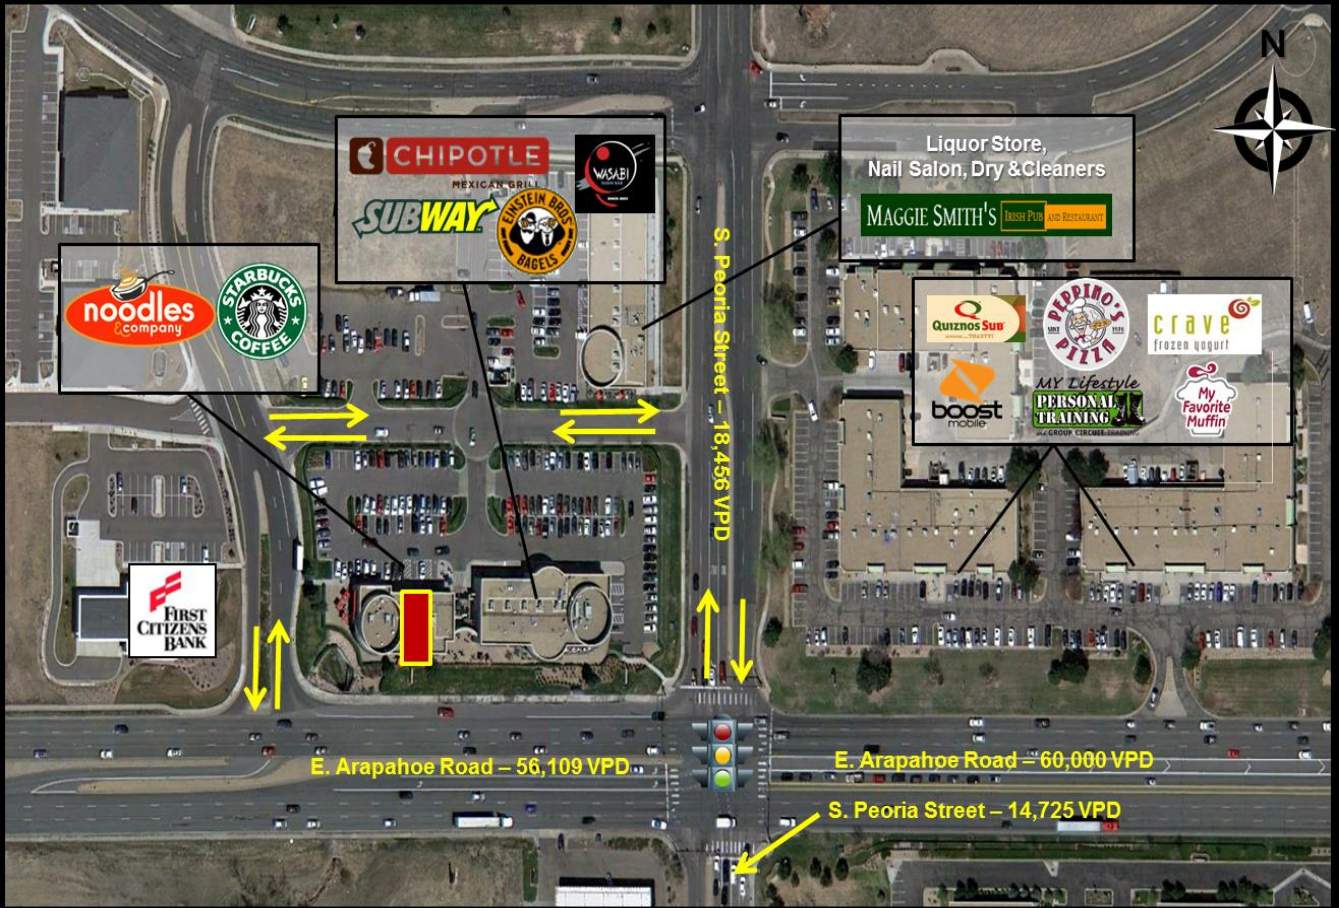 N
CHIPOTLE
MEXICAN GRILL
WASABI
SUBWAY
EINSTEIN BROS
BAGELS
Liquor Store,
Nail Salon, Dry &Cleaners
MAGGIE SMITH'S IRISH PUB AND RESTAURANT
noodles
&company
STARBUCKS
COFFEE
QUIZNOS SUB
PEPPINO'S
PIZZA
crave
frozen yogurt
boost
mobile
MY Lifestyle
PERSONAL
TRAINING
GROUP CIRCUIT TRAINING
My
Favorite
Muffin
S. Peoria Street – 18,456 VPD
FIRST
CITIZENS
BANK
E. Arapahoe Road – 56,109 VPD
E. Arapahoe Road – 60,000 VPD
S. Peoria Street – 14,725 VPD